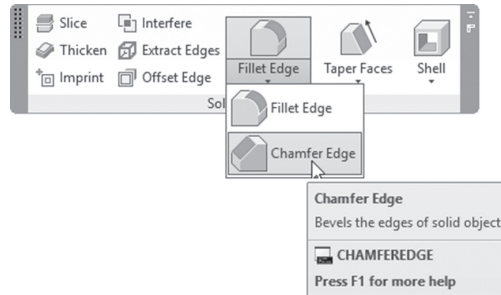 Slice Interfere
Thicken Extract Edges
Imprint Offset Edge
Fillet Edge Taper Faces Shell
Sol
Fillet Edge
Chamfer Edge
Chamfer Edge
Bevels the edges of solid object
CHAMFEREDGE
Press F1 for more help